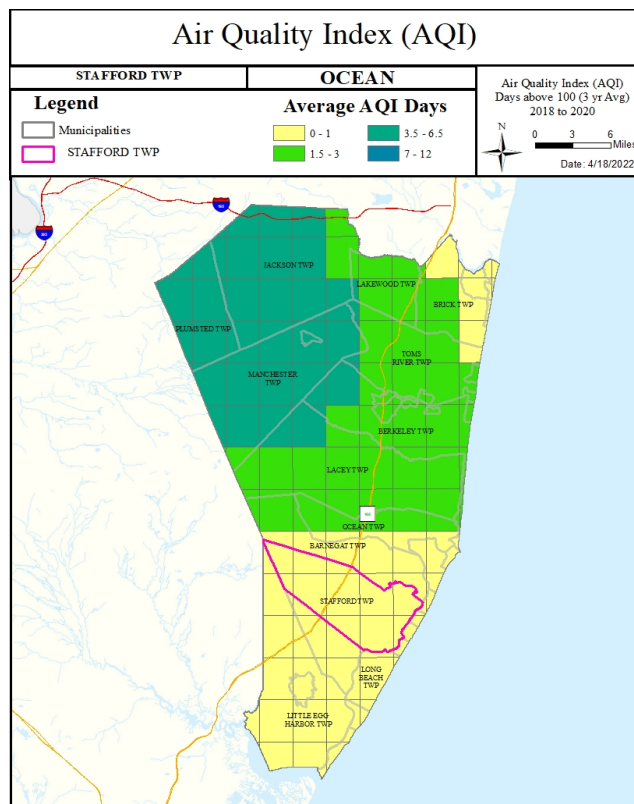 Air Quality Index (AQI)
STAFFORD TWP
OCEAN
Legend
Municipalities
STAFFORD TWP
Average AQI Days
0 - 1
3.5 - 6.5
1.5 - 3
7 - 12
Air Quality Index (AQI)
Days above 100 (3 yr Avg)
2018 to 2020
N
0 3 6
Miles
Date: 4/18/2022
JACKSON TWP
LAKEWOOD TWP
BRICK TWP
PLUMSTED TWP
TOMS
RIVER TWP
MANCHESTER
TWP
BERKELEY TWP
LACEY TWP
OCEAN TWP
BARNEGAT TWP
STAFFORD TWP
LONG
BEACH
TWP
LITTLE EGG
HARBOR TWP